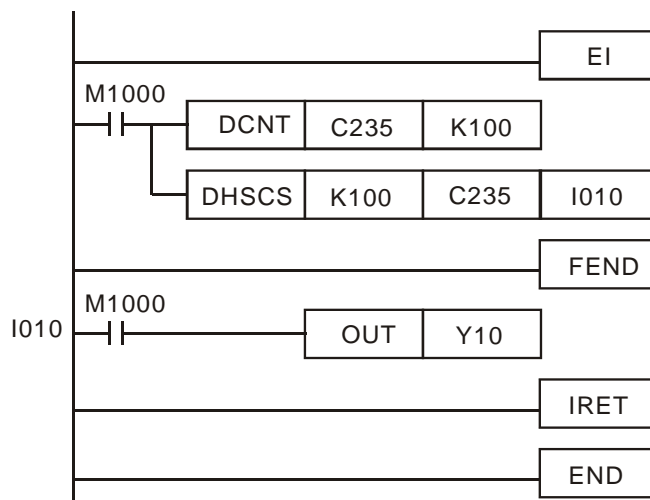 EI
M1000
DCNT C235 K100
DHSCS K100 C235 I010
FEND
M1000
I010 OUT Y10
IRET
END